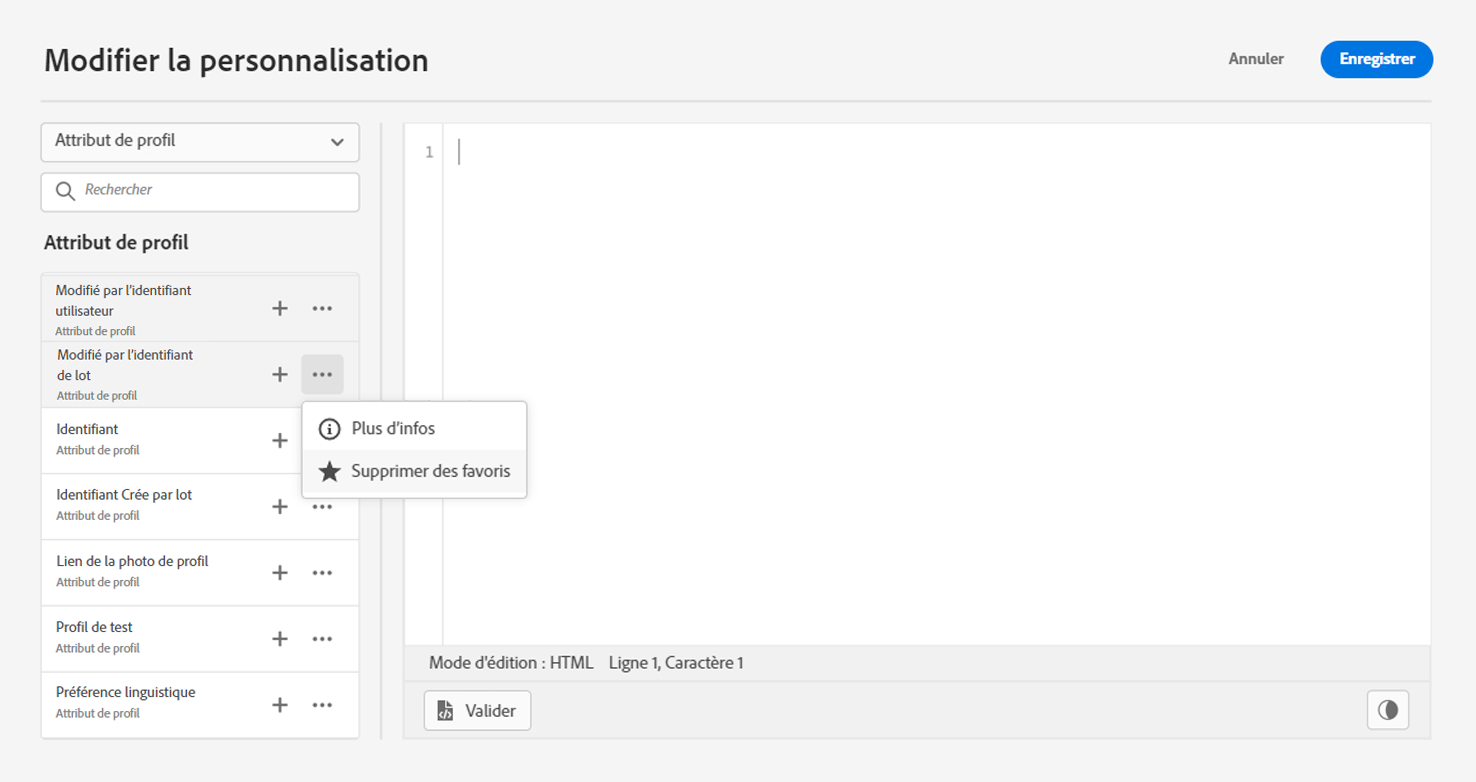 Modifier la personnalisation
Annuler
Enregistrer
Attribut de profil
Rechercher
Attribut de profil
Modifié par l'identifiant
utilisateur
Attribut de profil
Modifié par l'identifiant
de lot
Attribut de profil
Identifiant
Attribut de profil
Identifiant Crée par lot
Attribut de profil
Lien de la photo de profil
Attribut de profil
Profil de test
Attribut de profil
Préférence linguistique
Attribut de profil
Plus d'infos
Supprimer des favoris
1
Mode d'édition : HTML Ligne 1, Caractère 1
Valider